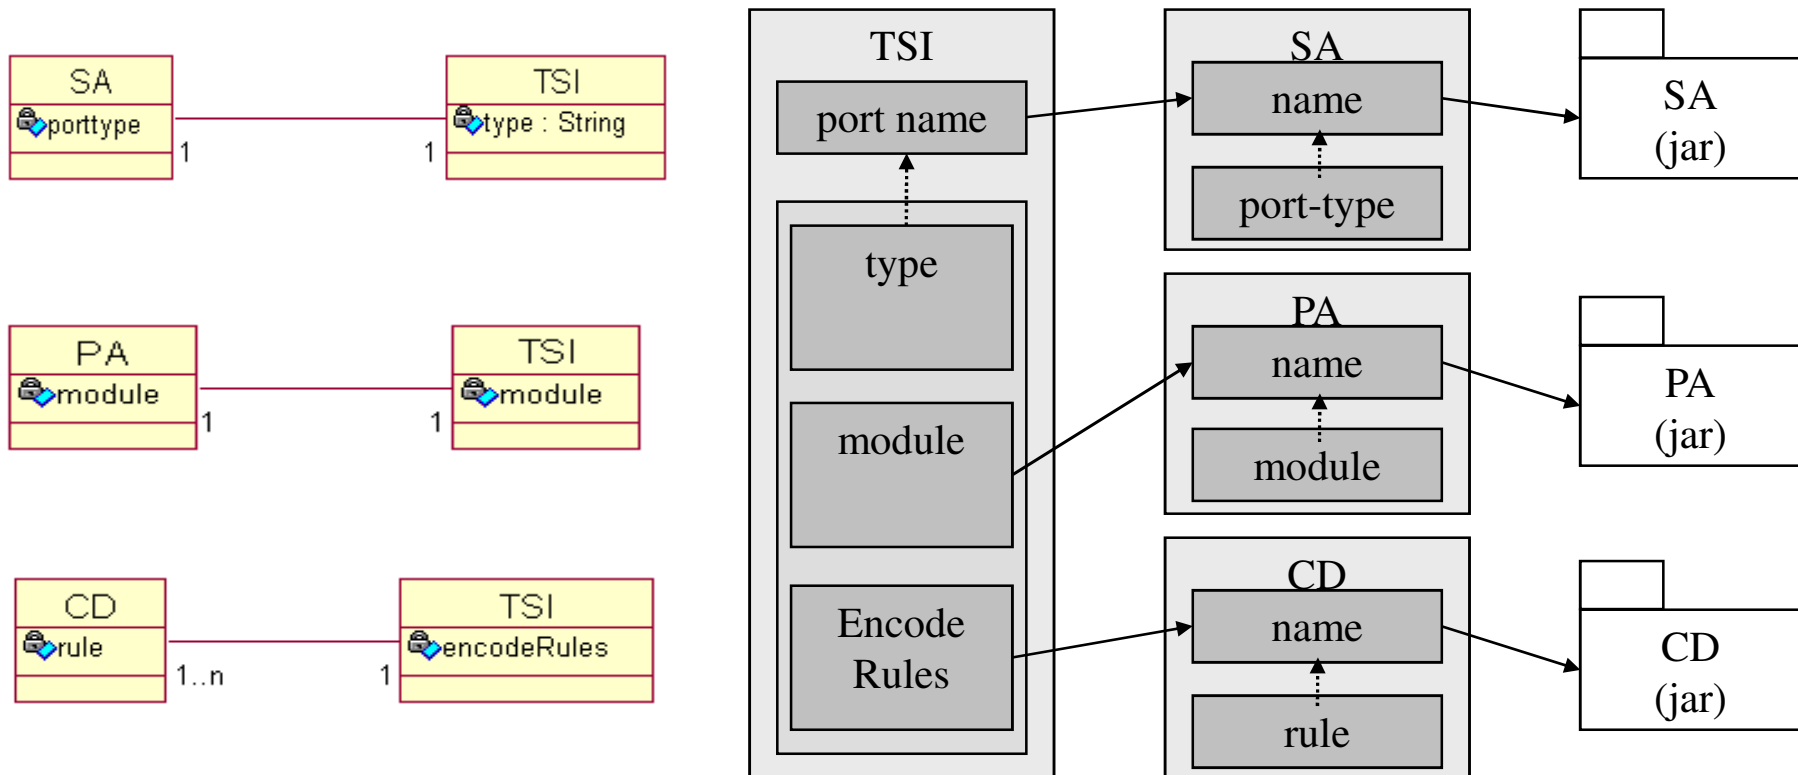 SA
porttype
1
TSI
type : String
1
PA
module
1
TSI
module
1
CD
rule
1..n
TSI
encodeRules
1
TSI
port name
type
module
Encode
Rules
SA
name
port-type
PA
name
module
CD
name
rule
SA
(jar)
PA
(jar)
CD
(jar)